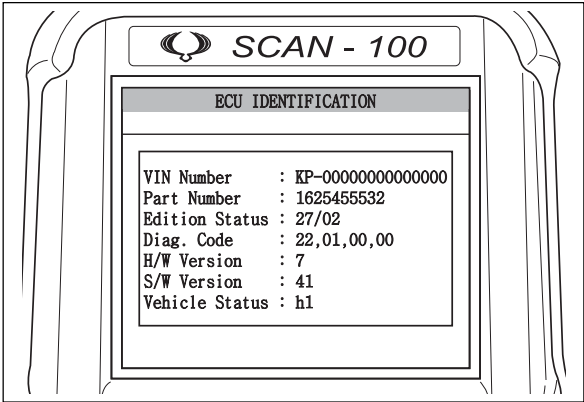 SCAN - 100
ECU IDENTIFICATION
VIN Number : KP-00000000000000
Part Number : 1625455532
Edition Status : 27/02
Diag. Code : 22,01,00,00
H/W Version : 7
S/W Version : 41
Vehicle Status : h1